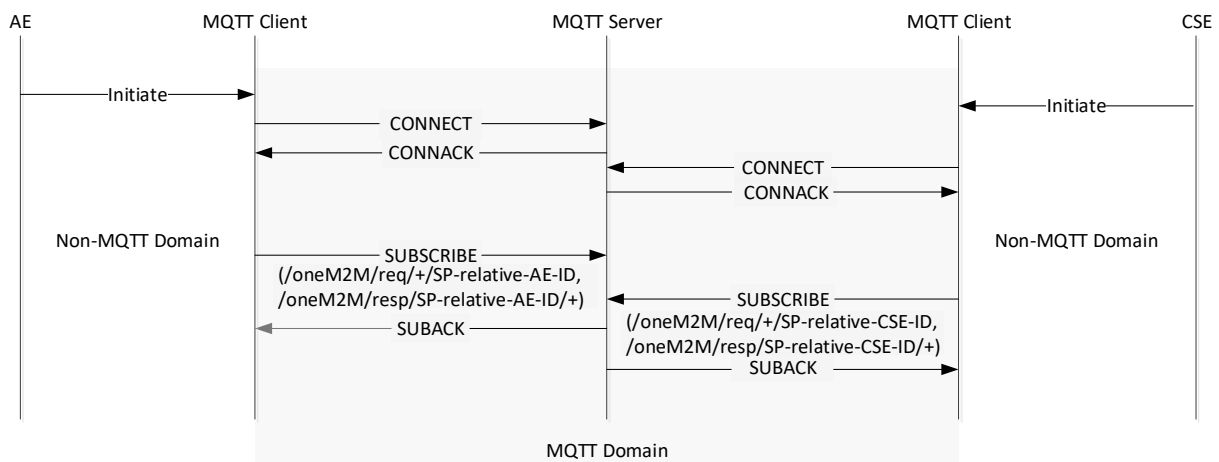 AE
MQTT Client
MQTT Server
MQTT Client
CSE
Initiate
Initiate
CONNECT
CONNACK
CONNECT
CONNACK
Non-MQTT Domain
Non-MQTT Domain
SUBSCRIBE
(/oneM2M/req/+/SP-relative-AE-ID,
/oneM2M/resp/SP-relative-AE-ID/+)
SUBSCRIBE
(/oneM2M/req/+/SP-relative-CSE-ID,
/oneM2M/resp/SP-relative-CSE-ID/+)
SUBACK
SUBACK
MQTT Domain